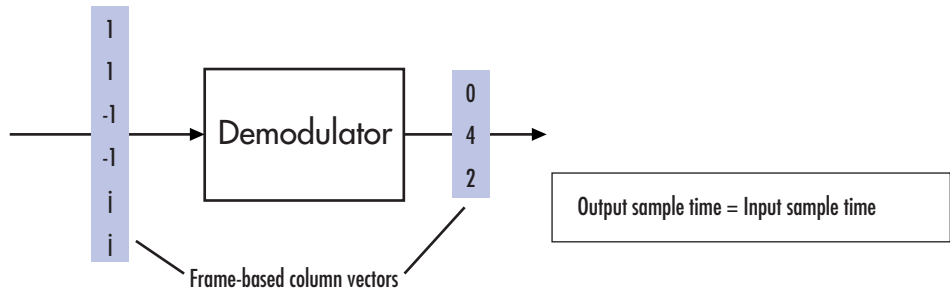 1
1
-1
-1
i
i
Demodulator
0
4
2
Output sample time = Input sample time
Frame-based column vectors